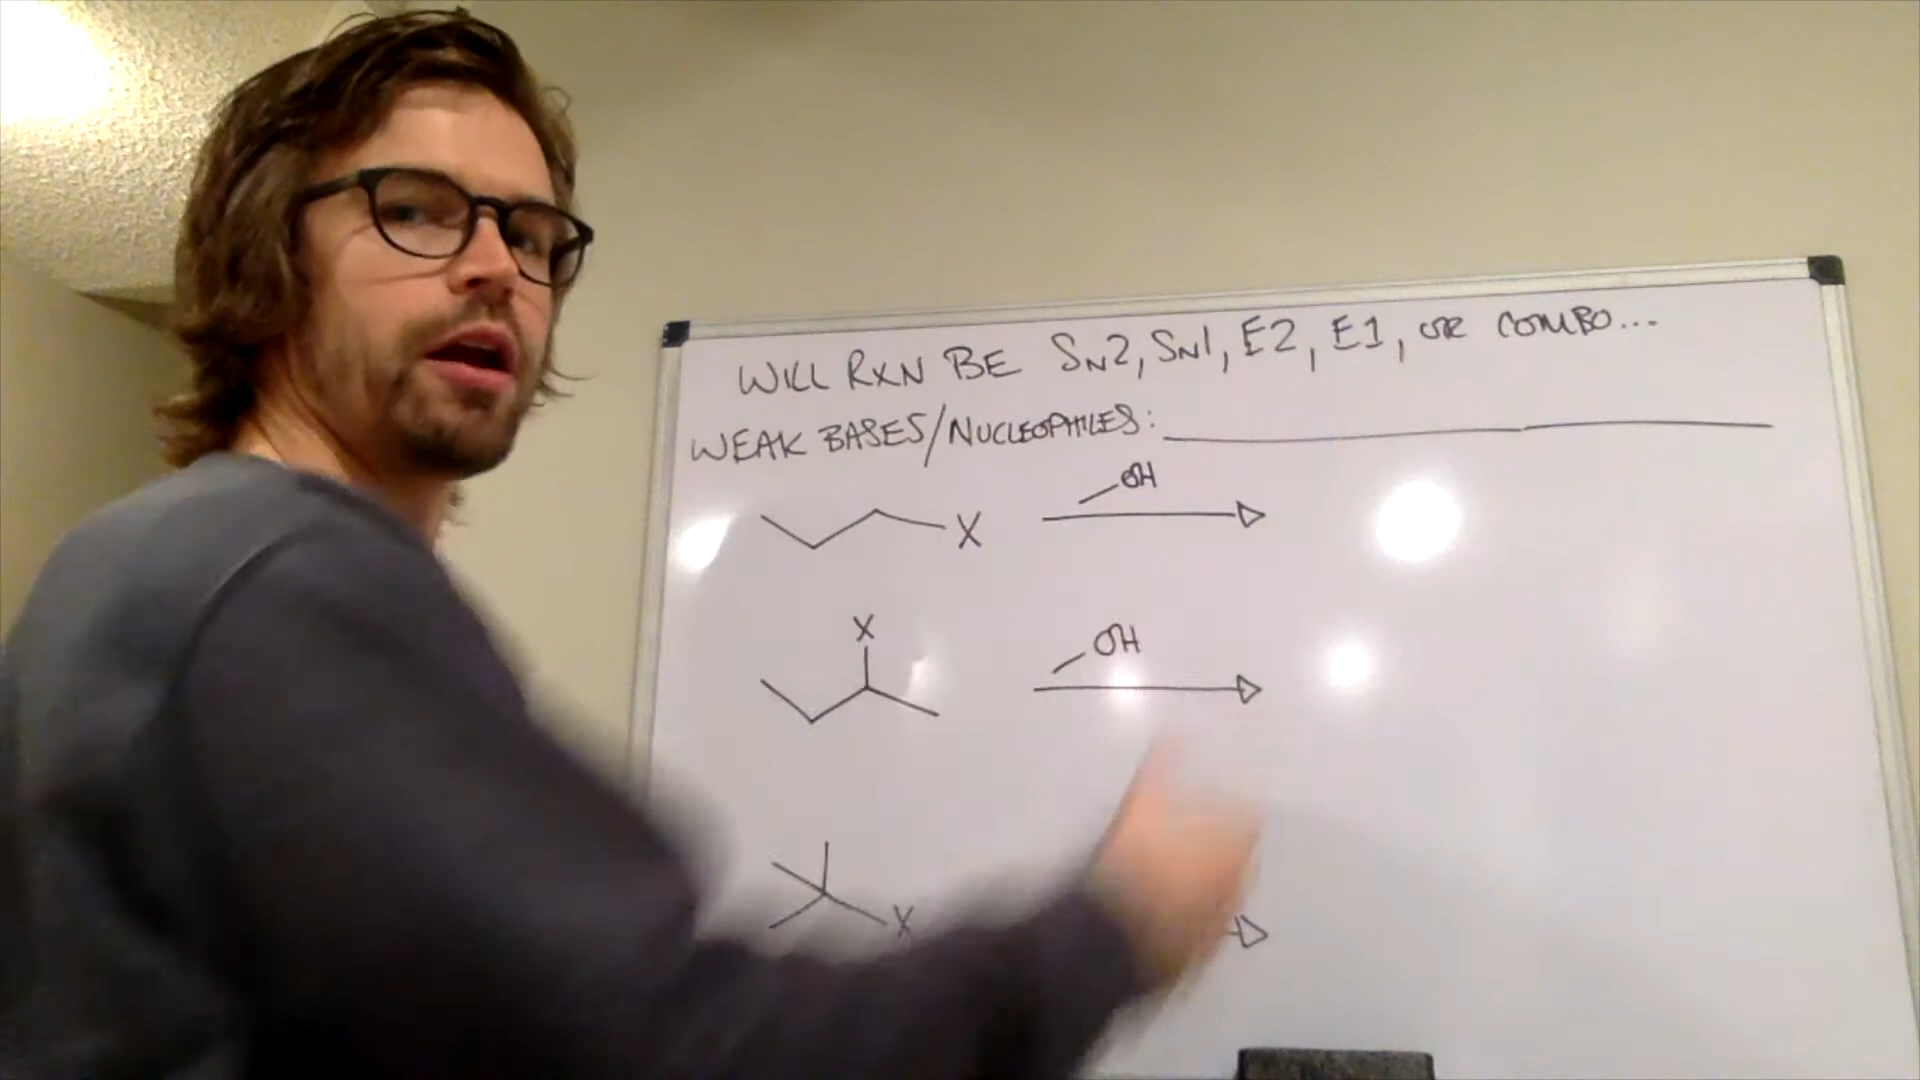 WILL RXN BE SN2, SN1, E2, E1, OR COMBO...
WEAK BASES/NUCLEOPHILES:
OH
X
X
OH
X